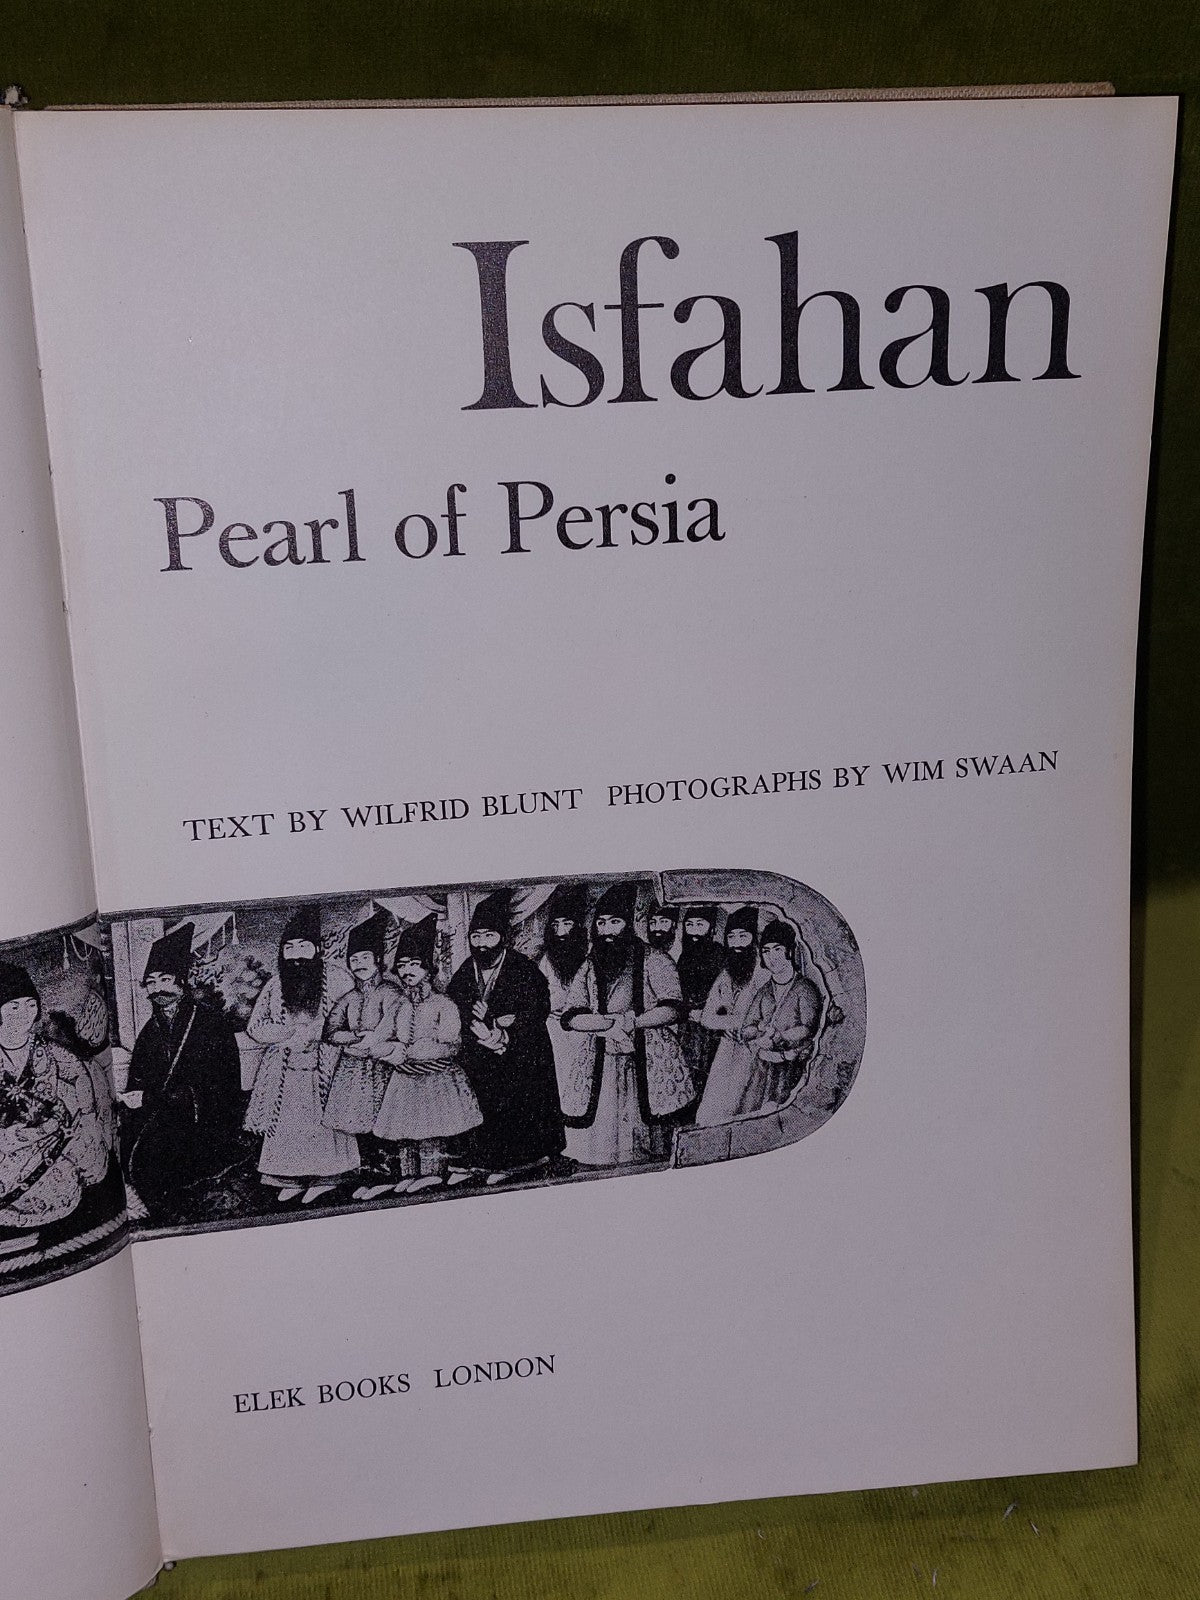 Isfahan
Pearl of Persia
TEXT BY WILFRID BLUNT PHOTOGRAPHS BY WIM SWAAN
ELEK BOOKS LONDON